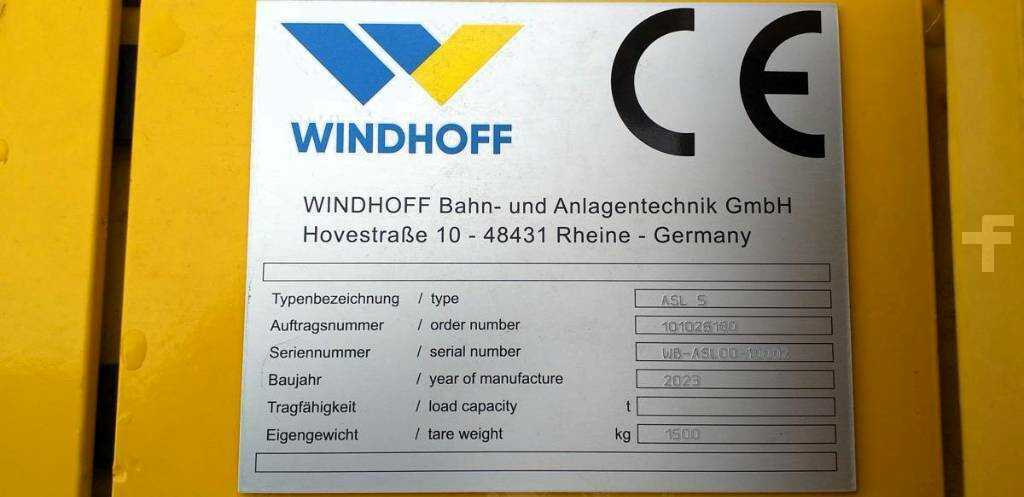 CE
WINDHOFF
WINDHOFF Bahn- und Anlagentechnik GmbH
Hovestraße 10 - 48431 Rheine - Germany
Typenbezeichnung / type ASL S
Auftragsnummer / order number
Seriennummer / serial number
Baujahr / year of manufacture 2023
Tragfähigkeit / load capacity t
Eigengewicht / tare weight kg 1500